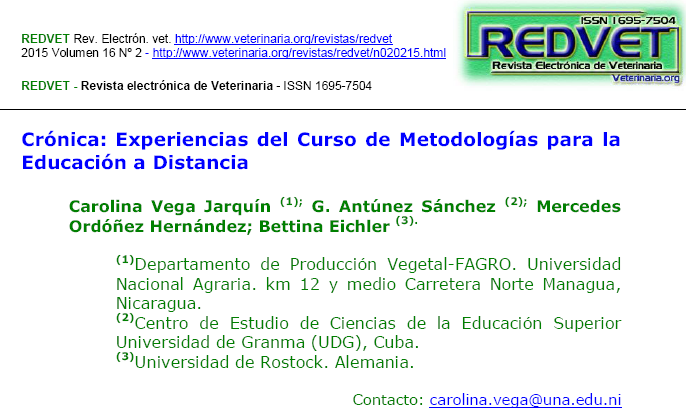 REDVET Rev. Electrón. vet. http://www.veterinaria.org/revistas/redvet
2015 Volumen 16 Nº 2 - http://www.veterinaria.org/revistas/redvet/n020215.html
REDVET - Revista electrónica de Veterinaria - ISSN 1695-7504
ISSN 1695-7504
REDVET
Revista Electrónica de Veterinaria
Veterinaria.org
Crónica: Experiencias del Curso de Metodologías para la
Educación a Distancia
Carolina Vega Jarquín (1); G. Antúnez Sánchez (2); Mercedes
Ordóñez Hernández; Bettina Eichler (3).
(1)Departamento de Producción Vegetal-FAGRO. Universidad
Nacional Agraria. km 12 y medio Carretera Norte Managua,
Nicaragua.
(2)Centro de Estudio de Ciencias de la Educación Superior
Universidad de Granma (UDG), Cuba.
(3)Universidad de Rostock. Alemania.
Contacto: carolina.vega@una.edu.ni